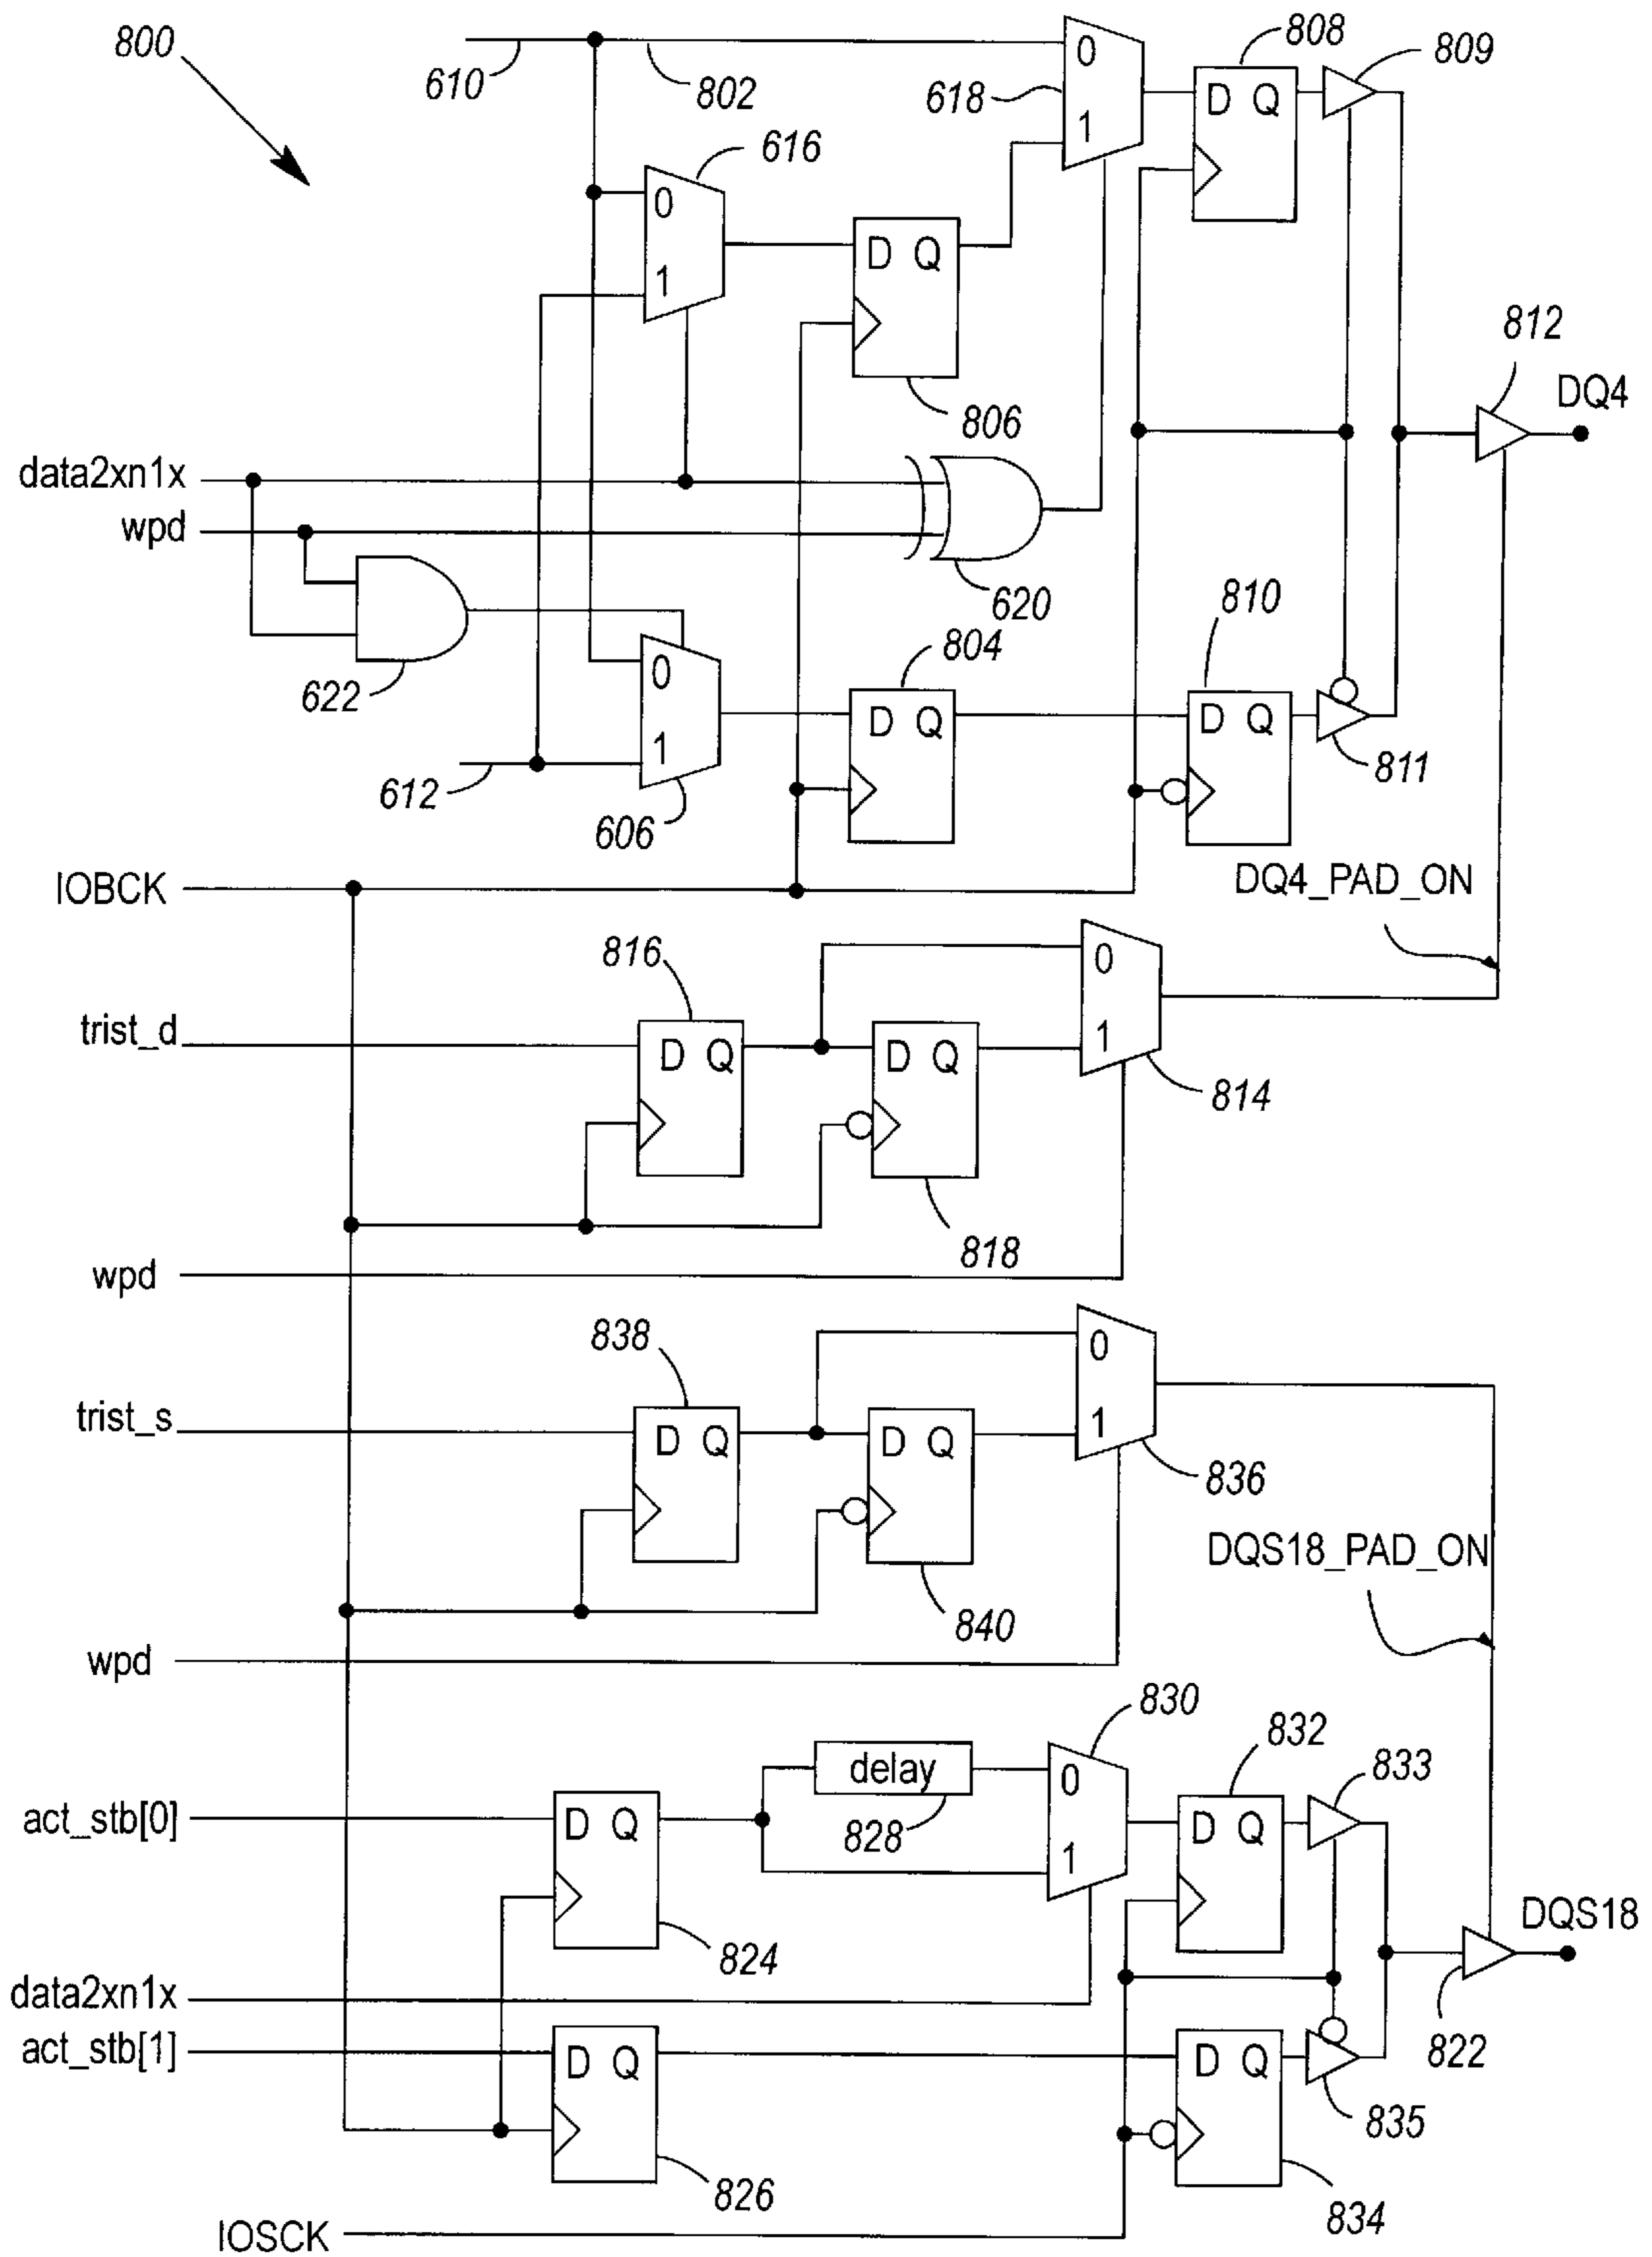 800
610
802
618
0
1
808
D Q
809
616
0
1
D Q
806
812
DQ4
data2xn1x
wpd
620
622
0
1
606
804
D Q
810
D Q
811
612
IOBCK
DQ4_PAD_ON
816
0
1
814
trist_d
D Q
D Q
818
wpd
838
0
1
836
trist_s
D Q
D Q
840
DQS18_PAD_ON
wpd
830
delay
828
0
1
832
D Q
833
act_stb[0]
D Q
824
DQS18
822
data2xn1x
act_stb[1]
D Q
826
D Q
835
834
IOSCK